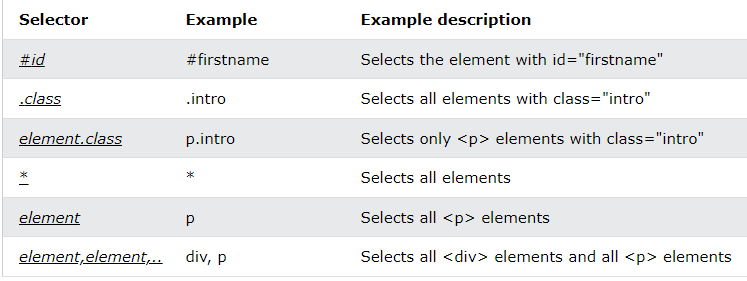 Selector Example Example description
#id #firstname Selects the element with id="firstname"
.class .intro Selects all elements with class="intro"
element.class p.intro Selects only <p> elements with class="intro"
* * Selects all elements
element p Selects all <p> elements
element,element,.. div, p Selects all <div> elements and all <p> elements